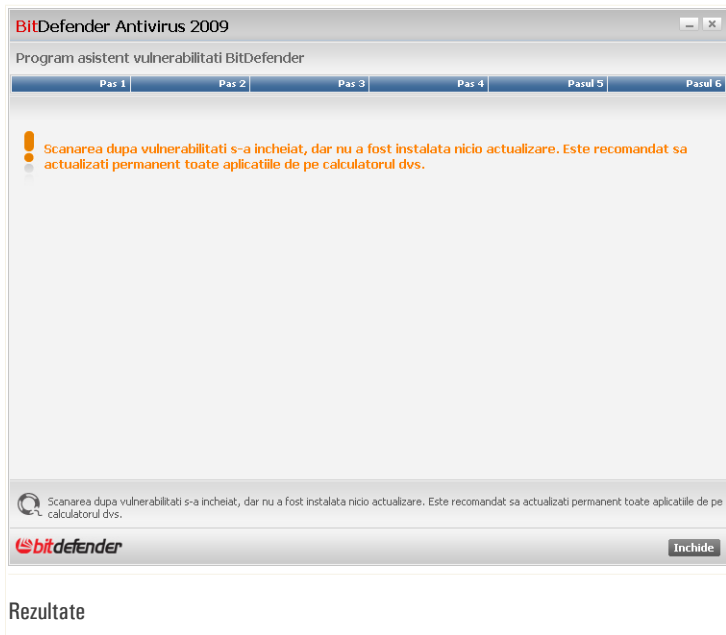 BitDefender Antivirus 2009
Program asistent vulnerabilitati BitDefender
Pas 1 Pas 2 Pas 3 Pas 4 Pasul 5 Pasul 6
Scanarea dupa vulnerabilitati s-a incheiat, dar nu a fost instalata nicio actualizare. Este recomandat sa
actualizati permanent toate aplicatiile de pe calculatorul dvs.
Scanarea dupa vulnerabilitati s-a incheiat, dar nu a fost instalata nicio actualizare. Este recomandat sa actualizati permanent toate aplicatiile de pe
calculatorul dvs.
bitdefender
Inchide
Rezultate